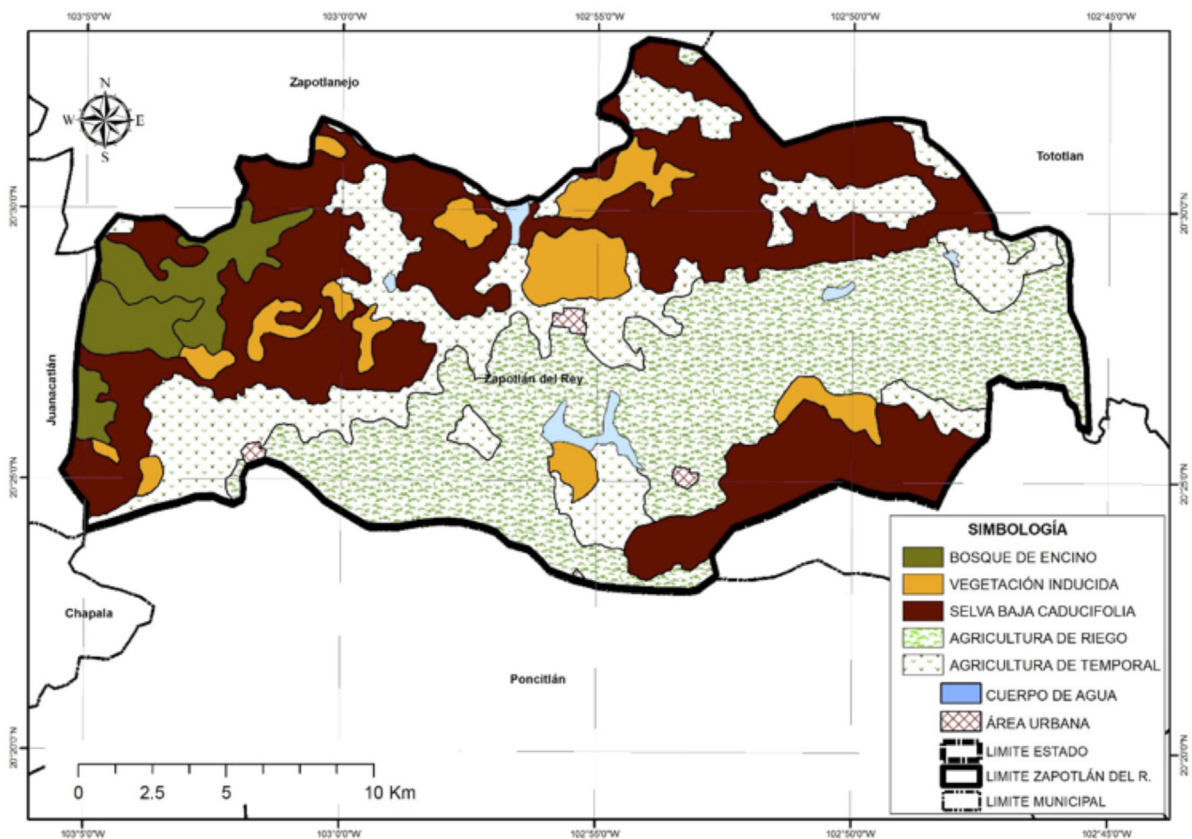 103°5'0"W 103°0'0"W 102°55'0"W 102°50'0"W 102°45'0"W
Zapotlanejo
N
W E
S
Tototlan
20°30'0"N 20°30'0"N
Juanacatlán
Zapotlán del Rey
20°25'0"N 20°25'0"N
Chapala
Poncitlán
20°20'0"N 20°20'0"N
SIMBOLOGÍA
BOSQUE DE ENCINO
VEGETACIÓN INDUCIDA
SELVA BAJA CADUCIFOLIA
AGRICULTURA DE RIEGO
AGRICULTURA DE TEMPORAL
CUERPO DE AGUA
ÁREA URBANA
LIMITE ESTADO
LIMITE ZAPOTLÁN DEL R.
LIMITE MUNICIPAL
0 2.5 5 10 Km
103°5'0"W 103°0'0"W 102°55'0"W 102°50'0"W 102°45'0"W